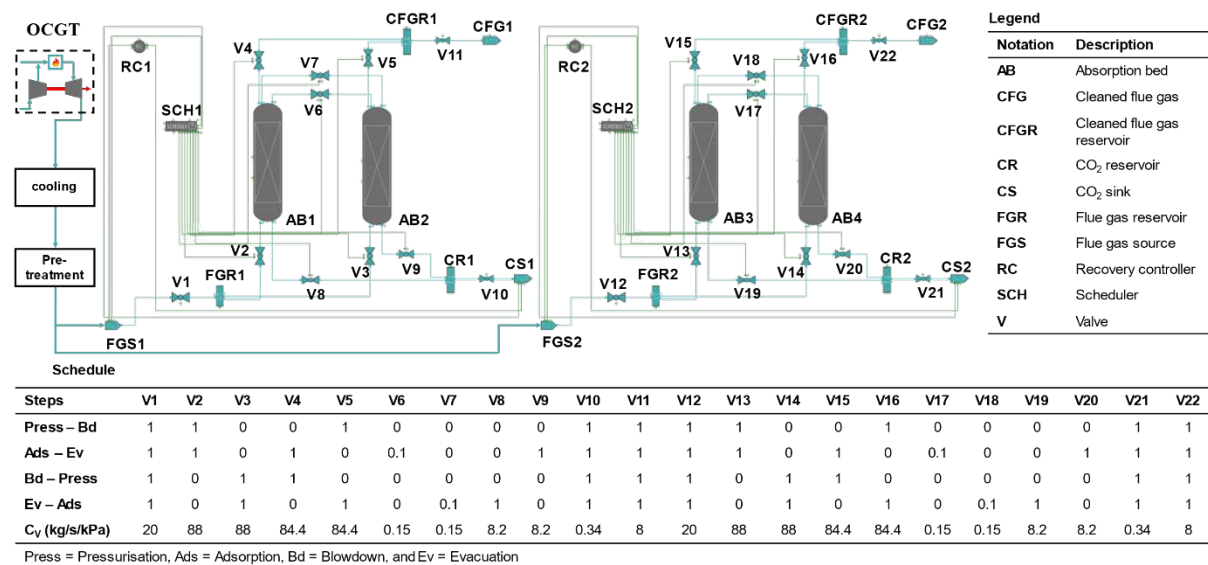 OCGT
cooling
Pre-
treatment
Schedule
RC1
SCH1
V4
V7
V6
V5
CFGR1
CFG1
V11
AB1
AB2
V2
V3
V9
V8
V1
FGR1
CR1
CS1
V10
FGS1
RC2
SCH2
V15
V18
V17
V16
CFGR2
CFG2
V22
AB3
AB4
V13
V14
V20
V19
V12
FGR2
CR2
CS2
V21
FGS2
Legend
Notation Description
AB Absorption bed
CFG Cleaned flue gas
CFGR Cleaned flue gas
reservoir
CR CO₂ reservoir
CS CO₂ sink
FGR Flue gas reservoir
FGS Flue gas source
RC Recovery controller
SCH Scheduler
V Valve
Steps V1 V2 V3 V4 V5 V6 V7 V8 V9 V10 V11 V12 V13 V14 V15 V16 V17 V18 V19 V20 V21 V22
Press – Bd 1 1 0 0 1 0 0 0 0 1 1 1 1 0 0 1 0 0 0 0 1 1
Ads – Ev 1 1 0 1 0 0.1 0 0 1 1 1 1 1 0 1 0 0.1 0 0 1 1 1
Bd – Press 1 0 1 1 0 0 0 0 0 1 1 1 0 1 1 0 0 0 0 0 1 1
Ev – Ads 1 0 1 0 1 0 0.1 1 0 1 1 1 0 1 0 1 0 0.1 1 0 1 1
Cᵥ (kg/s/kPa) 20 88 88 84.4 84.4 0.15 0.15 8.2 8.2 0.34 8 20 88 88 84.4 84.4 0.15 0.15 8.2 8.2 0.34 8
Press = Pressurisation, Ads = Adsorption, Bd = Blowdown, and Ev = Evacuation